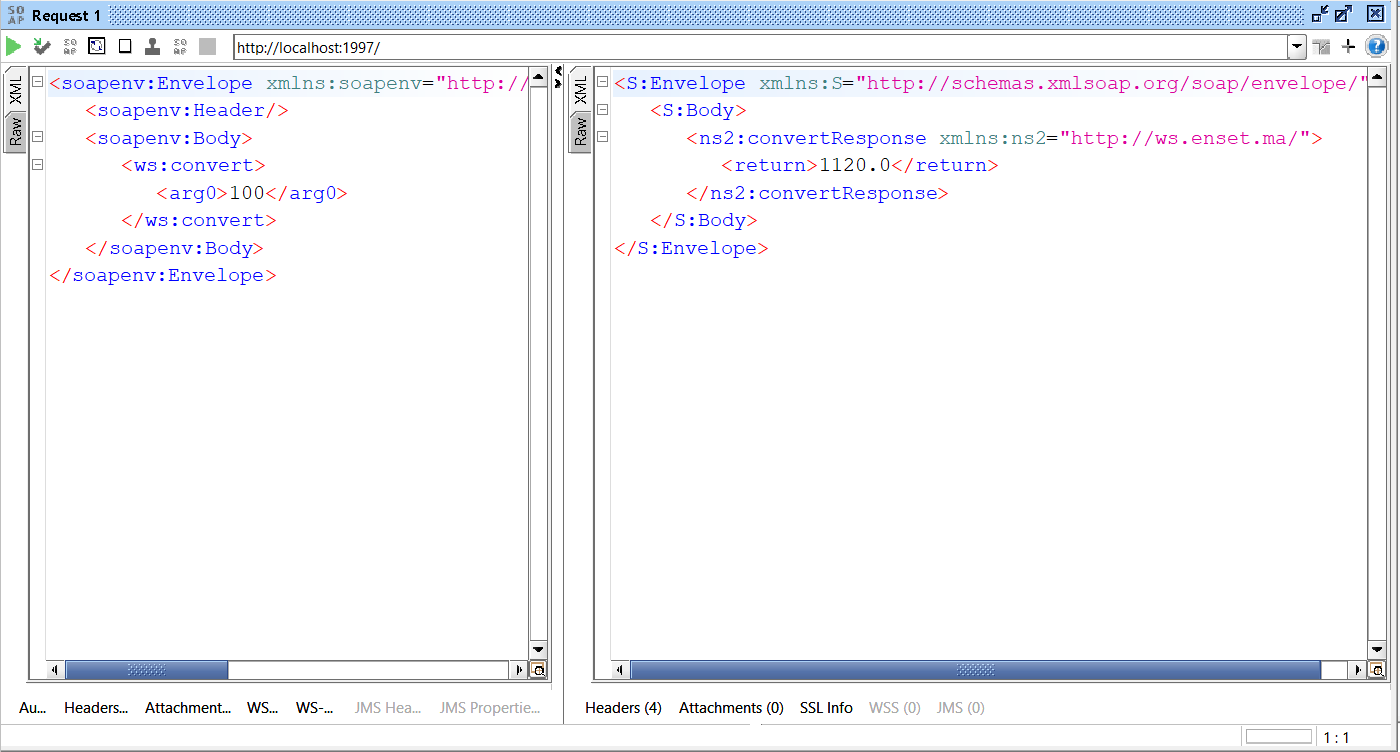 SO AP Request 1
SO AP SO AP http://localhost:1997/ ?
XML
Raw
<soapenv:Envelope xmlns:soapenv="http://
<soapenv:Header/>
<soapenv:Body>
<ws:convert>
<arg0>100</arg0>
</ws:convert>
</soapenv:Body>
</soapenv:Envelope>
XML
Raw
<S:Envelope xmlns:S="http://schemas.xmlsoap.org/soap/envelope/"
<S:Body>
<ns2:convertResponse xmlns:ns2="http://ws.enset.ma/">
<return>1120.0</return>
</ns2:convertResponse>
</S:Body>
</S:Envelope>
Au... Headers... Attachment... WS... WS-... JMS Hea... JMS Propertie...
Headers (4) Attachments (0) SSL Info WSS (0) JMS (0)
1 : 1